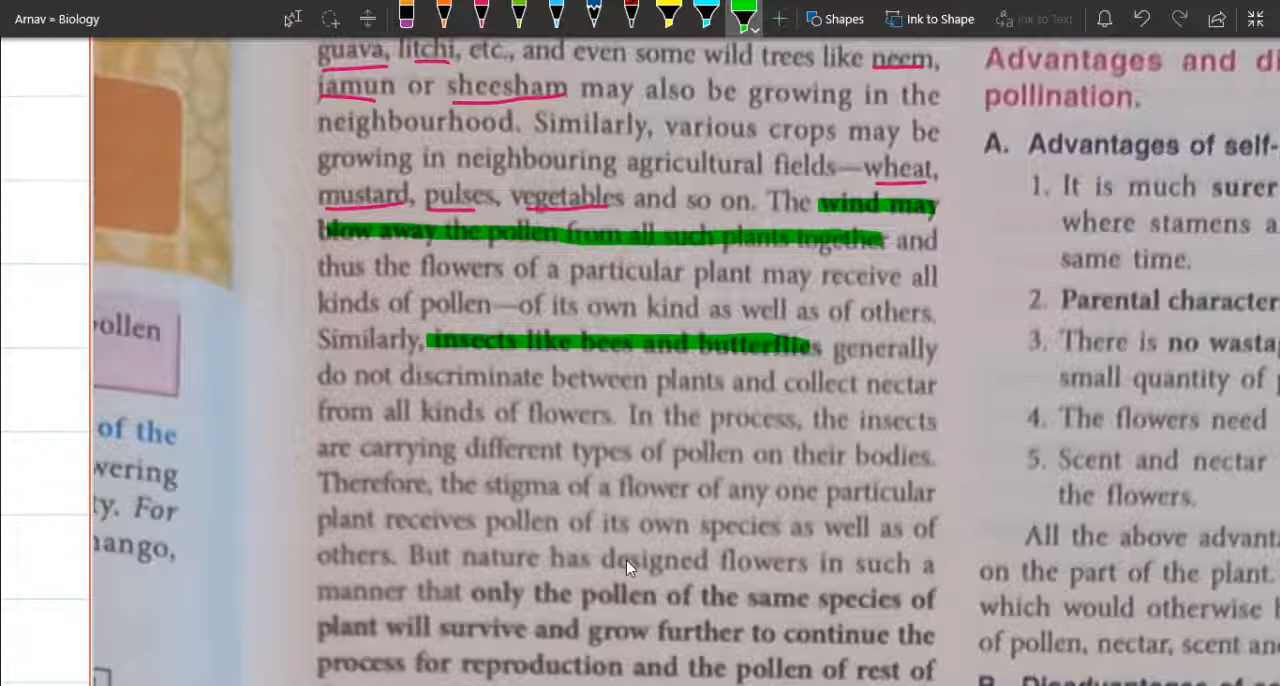 Arnav » Biology
Shapes
Ink to Shape
Ink to Text
guava, litchi, etc., and even some wild trees like neem,
jamun or sheesham may also be growing in the
neighbourhood. Similarly, various crops may be
growing in neighbouring agricultural fields—wheat,
mustard, pulses, vegetables and so on. The wind may
blow away the pollen from all such plants together and
thus the flowers of a particular plant may receive all
kinds of pollen—of its own kind as well as of others.
Similarly, insects like bees and butterflies generally
do not discriminate between plants and collect nectar
from all kinds of flowers. In the process, the insects
are carrying different types of pollen on their bodies.
Therefore, the stigma of a flower of any one particular
plant receives pollen of its own species as well as of
others. But nature has designed flowers in such a
manner that only the pollen of the same species of
plant will survive and grow further to continue the
process for reproduction and the pollen of rest of
ollen
of the
wering
ty. For
nango,
Advantages and di
pollination.
A. Advantages of self-
1. It is much surer
where stamens a
same time.
2. Parental character
3. There is no wasta
small quantity of
4. The flowers need
5. Scent and nectar
the flowers.
All the above advant
on the part of the plant.
which would otherwise
of pollen, nectar, scent an